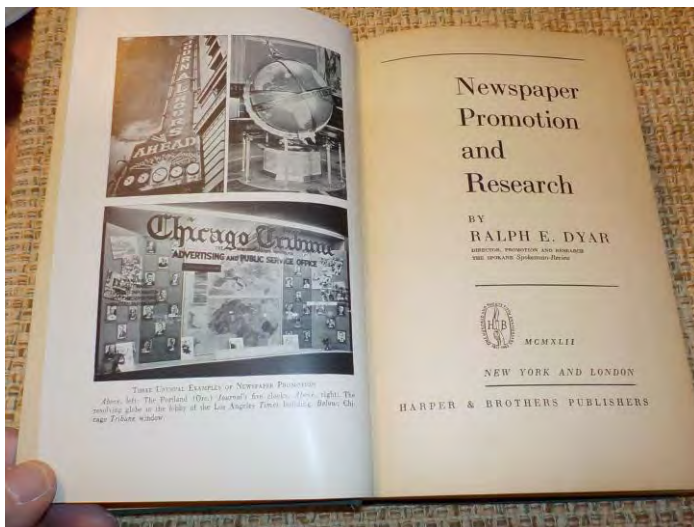 JOURNAL
AHEAD
Chicago Tribune
ADVERTISING AND PUBLIC SERVICE OFFICE
THREE UNUSUAL EXAMPLES OF NEWSPAPER PROMOTION
Above, left: The Portland (Ore.) Journal's five clocks. Above, right: The
revolving globe in the lobby of the Los Angeles Times building. Below: Chi-
cago Tribune window.
Newspaper
Promotion
and
Research
BY
RALPH E. DYAR
DIRECTOR, PROMOTION AND RESEARCH
THE SPOKANE Spokesman-Review
H B
MCMXLII
NEW YORK AND LONDON
HARPER & BROTHERS PUBLISHERS